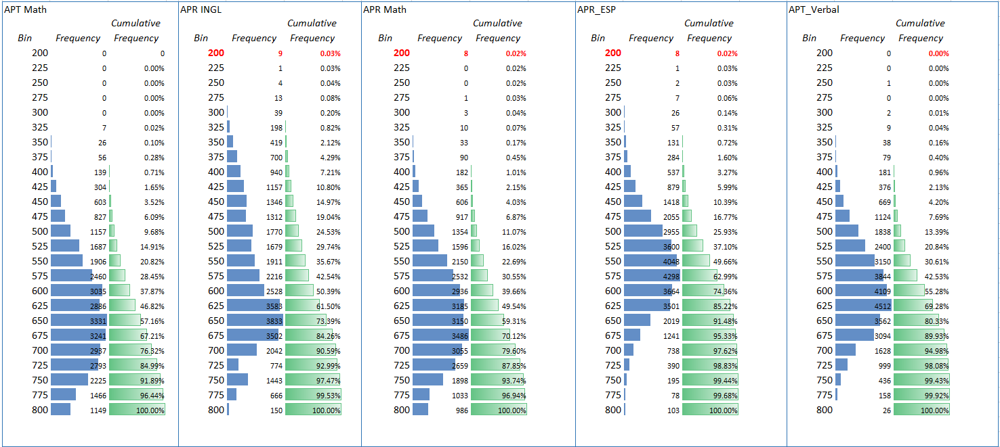 APT Math APR INGL APR Math APR_ESP APT_Verbal
Cumulative Cumulative Cumulative Cumulative Cumulative
Bin Frequency Frequency Bin Frequency Frequency Bin Frequency Frequency Bin Frequency Frequency Bin Frequency Frequency
200 0 0 200 9 0.03% 200 8 0.02% 200 8 0.02% 200 0 0.00%
225 0 0.00% 225 1 0.03% 225 0 0.02% 225 1 0.03% 225 0 0.00%
250 0 0.00% 250 4 0.04% 250 0 0.02% 250 2 0.03% 250 1 0.00%
275 0 0.00% 275 13 0.08% 275 1 0.03% 275 7 0.06% 275 0 0.00%
300 0 0.00% 300 39 0.20% 300 3 0.04% 300 26 0.14% 300 2 0.01%
325 7 0.02% 325 198 0.82% 325 10 0.07% 325 57 0.31% 325 9 0.04%
350 26 0.10% 350 419 2.12% 350 33 0.17% 350 131 0.72% 350 38 0.16%
375 56 0.28% 375 700 4.29% 375 90 0.45% 375 284 1.60% 375 79 0.40%
400 139 0.71% 400 940 7.21% 400 182 1.01% 400 537 3.27% 400 181 0.96%
425 304 1.65% 425 1157 10.80% 425 365 2.15% 425 879 5.99% 425 376 2.13%
450 603 3.52% 450 1346 14.97% 450 606 4.03% 450 1418 10.39% 450 669 4.20%
475 827 6.09% 475 1312 19.04% 475 917 6.87% 475 2055 16.77% 475 1124 7.69%
500 1157 9.68% 500 1770 24.53% 500 1354 11.07% 500 2955 25.93% 500 1838 13.39%
525 1687 14.91% 525 1679 29.74% 525 1596 16.02% 525 3600 37.10% 525 2400 20.84%
550 1906 20.82% 550 1911 35.67% 550 2150 22.69% 550 4048 49.66% 550 3150 30.61%
575 2460 28.45% 575 2216 42.54% 575 2532 30.55% 575 4298 62.99% 575 3844 42.53%
600 3035 37.87% 600 2528 50.39% 600 2936 39.66% 600 3664 74.36% 600 4109 55.28%
625 2886 46.82% 625 3583 61.50% 625 3185 49.54% 625 3501 85.22% 625 4512 69.28%
650 3331 57.16% 650 3833 73.39% 650 3150 59.31% 650 2019 91.48% 650 3562 80.33%
675 3241 67.21% 675 3502 84.26% 675 3486 70.12% 675 1241 95.33% 675 3094 89.93%
700 2937 76.32% 700 2042 90.59% 700 3055 79.60% 700 738 97.62% 700 1628 94.98%
725 2793 84.99% 725 774 92.99% 725 2659 87.85% 725 390 98.83% 725 999 98.08%
750 2225 91.89% 750 1443 97.47% 750 1898 93.74% 750 195 99.44% 750 436 99.43%
775 1466 96.44% 775 666 99.53% 775 1033 96.94% 775 78 99.68% 775 158 99.92%
800 1149 100.00% 800 150 100.00% 800 986 100.00% 800 103 100.00% 800 26 100.00%